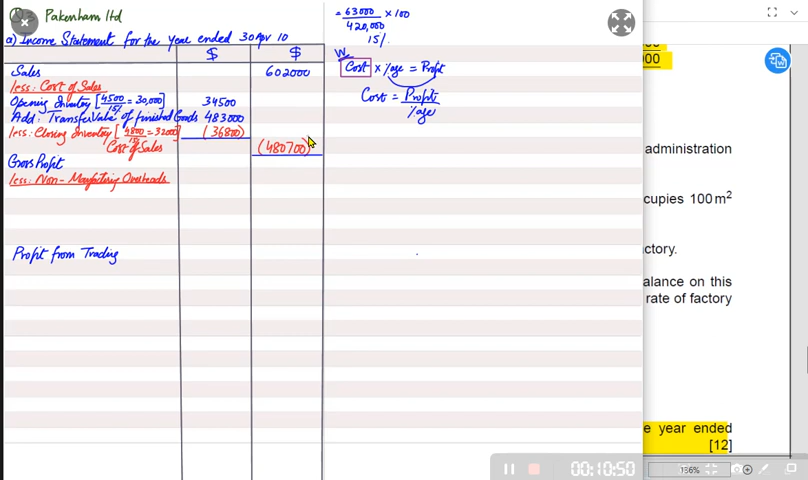 Pakenham ltd
a) Income Statement for the year ended 30 Apr 10
$ $
Sales 602000
less: Cost of Sales
Opening Inventory [4500/15% = 30,000] 34500
Add: Transfer Value of finished Goods 483000
less: Closing Inventory [4800/15% = 32000] (36800)
Cost of Sales (480700)
Gross Profit
less: Non-Manufacturing Overheads
Profit from Trading
= 63000/420,000 × 100
15%
W
Cost × %age = Profit
Cost = Profit/%age
000
administration
cupies 100 m²
ctory.
alance on this
rate of factory
e year ended
[12]
00:10:50
186%